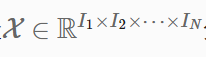 𝒳 ∈ ℝ^{I₁×I₂×⋯×I_N}